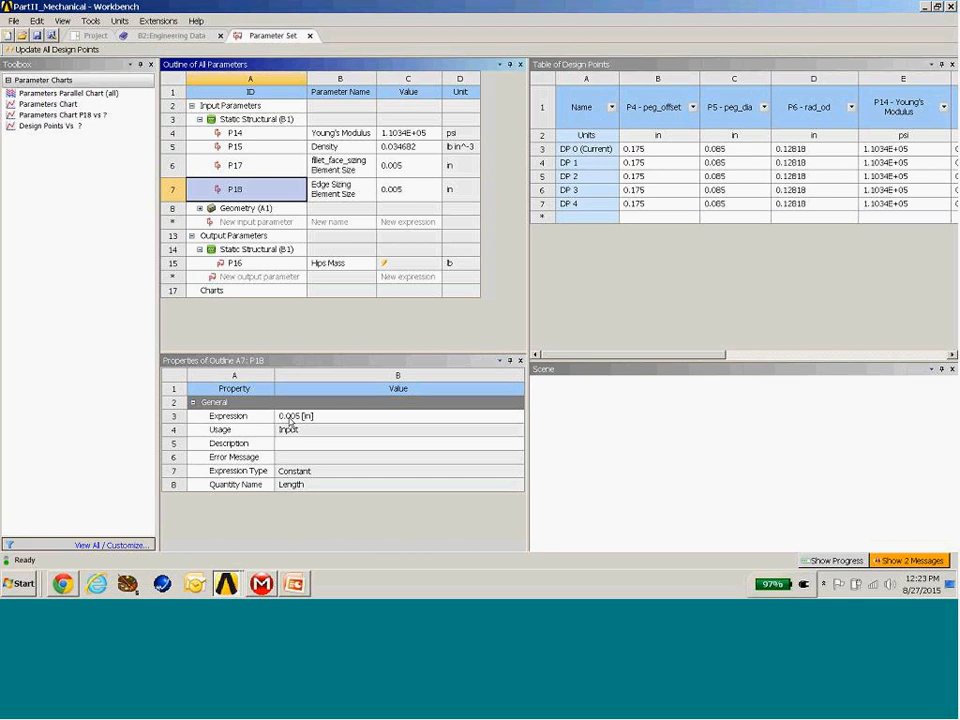 PartII_Mechanical - Workbench
File Edit View Tools Units Extensions Help
Project B2:Engineering Data Parameter Set
Update All Design Points
Toolbox
Parameter Charts
Parameters Parallel Chart (all)
Parameters Chart
Parameters Chart P18 vs ?
Design Points Vs ?
View All / Customize...
Outline of All Parameters
A B C D
1 ID Parameter Name Value Unit
2 Input Parameters
3 Static Structural (B1)
4 P14 Young's Modulus 1.1034E+05 psi
5 P15 Density 0.034682 lb in^-3
6 P17 fillet_face_sizing Element Size 0.005 in
7 P18 Edge Sizing Element Size 0.005 in
8 Geometry (A1)
* New input parameter New name New expression
13 Output Parameters
14 Static Structural (B1)
15 P16 Hips Mass lb
* New output parameter New expression
17 Charts
Properties of Outline A7: P18
A B
1 Property Value
2 General
3 Expression 0.005 [in]
4 Usage Input
5 Description
6 Error Message
7 Expression Type Constant
8 Quantity Name Length
Table of Design Points
A B C D E
1 Name P4 - peg_offset P5 - peg_dia P6 - rad_od P14 - Young's Modulus
2 Units in in in psi
3 DP 0 (Current) 0.175 0.085 0.12818 1.1034E+05
4 DP 1 0.175 0.085 0.12818 1.1034E+05
5 DP 2 0.175 0.085 0.12818 1.1034E+05
6 DP 3 0.175 0.085 0.12818 1.1034E+05
7 DP 4 0.175 0.085 0.12818 1.1034E+05
*
Scene
Ready
Show Progress Show 2 Messages
Start
97%
12:23 PM
8/27/2015